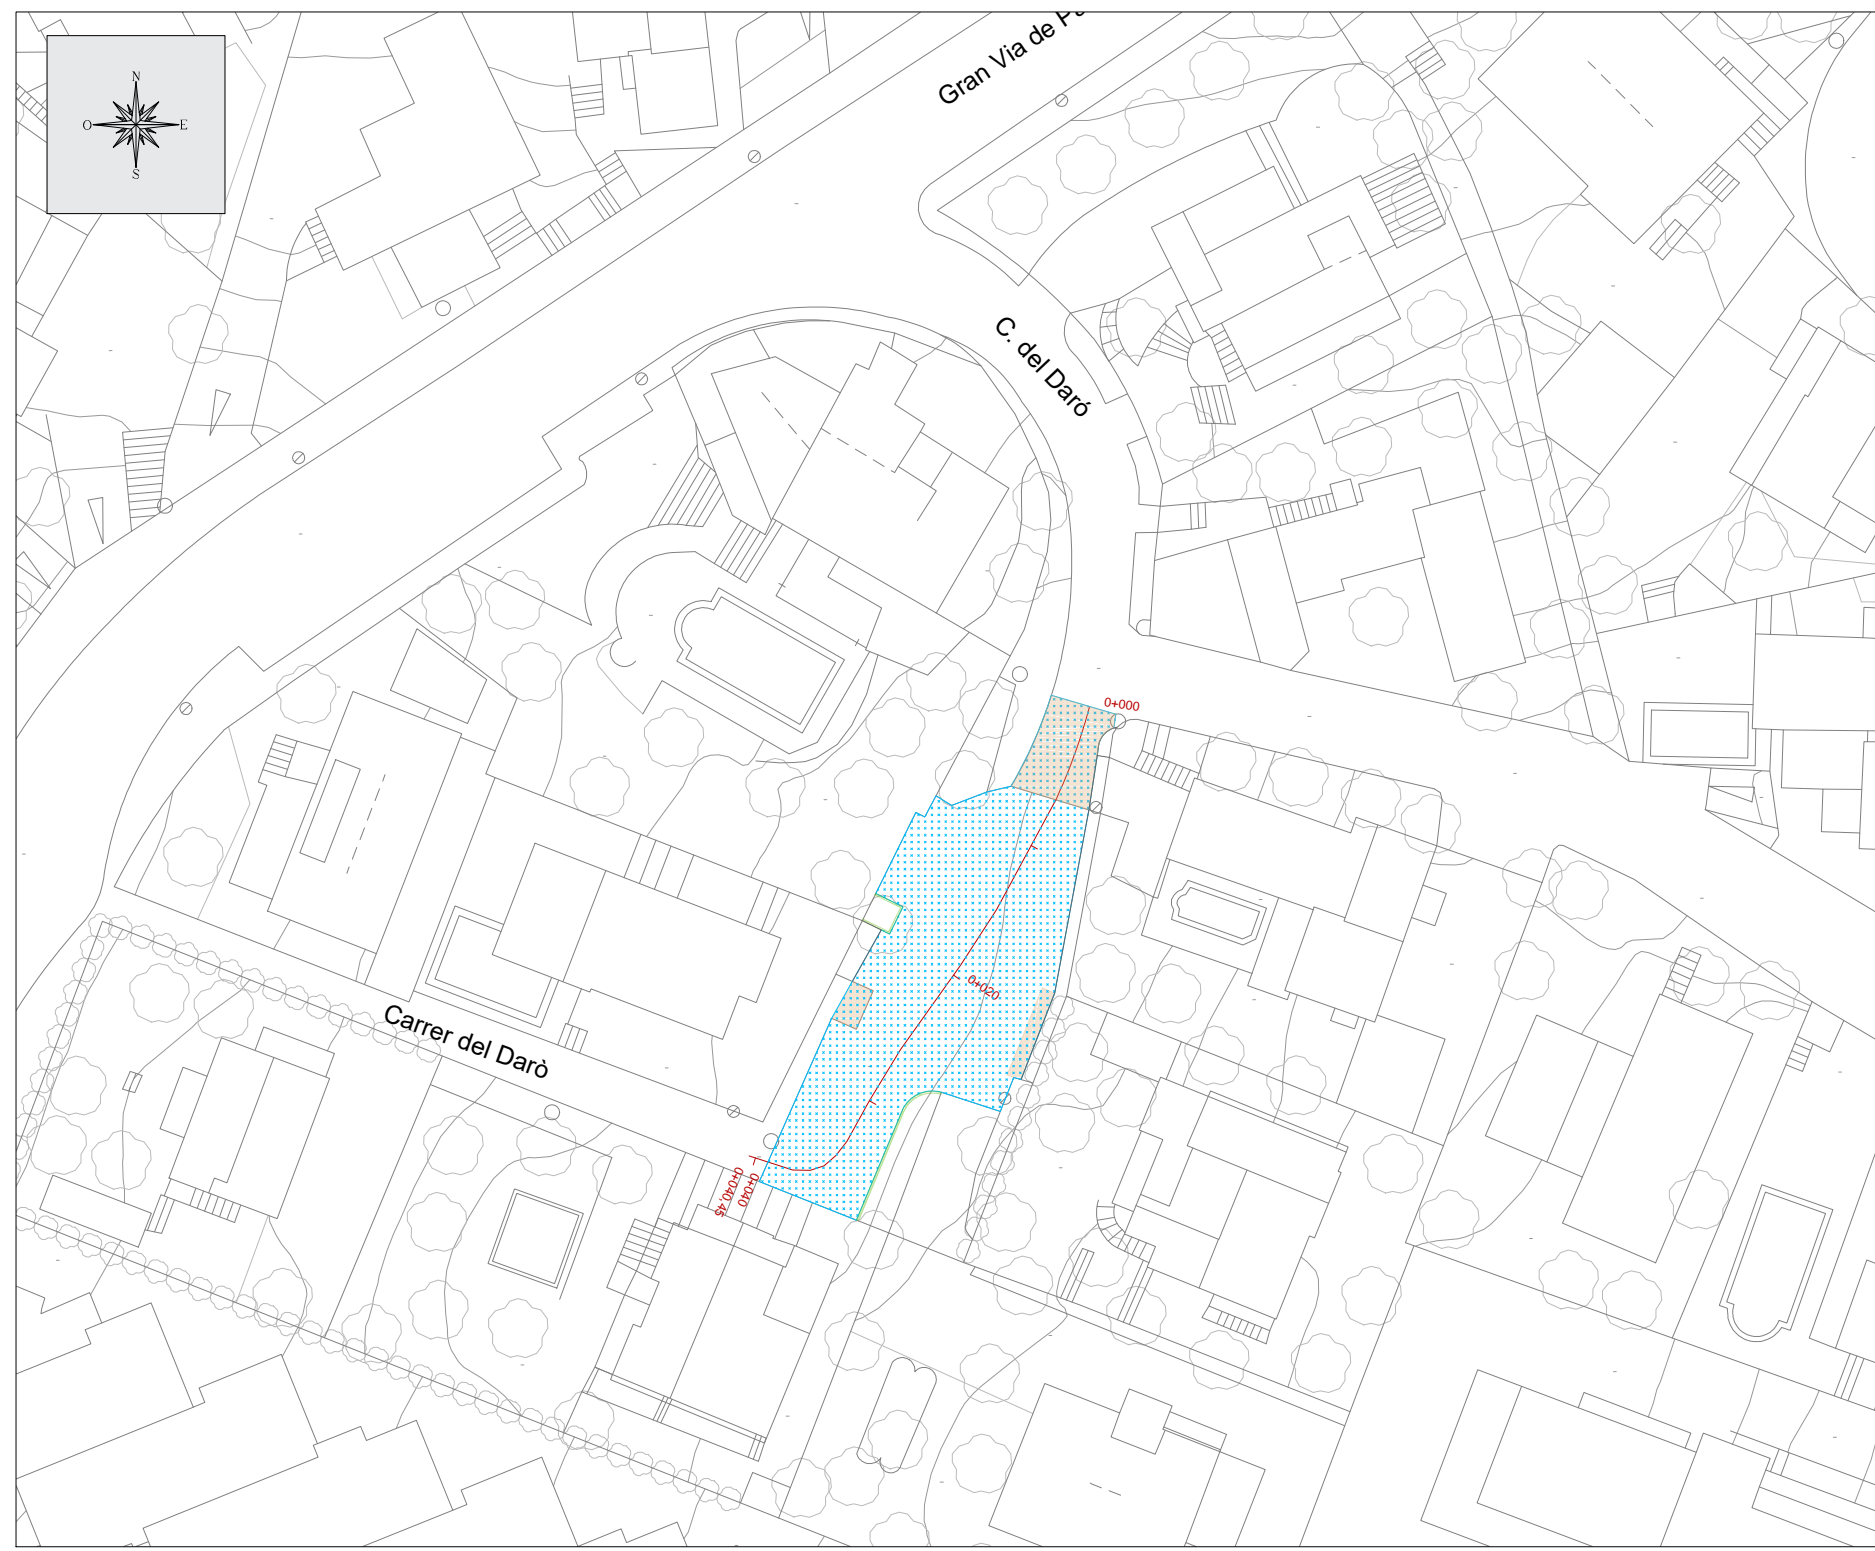 Gran Via de
N
O E
S
C. del Daró
0+000
0+020
Carrer del Darò
0+040
0+040.45